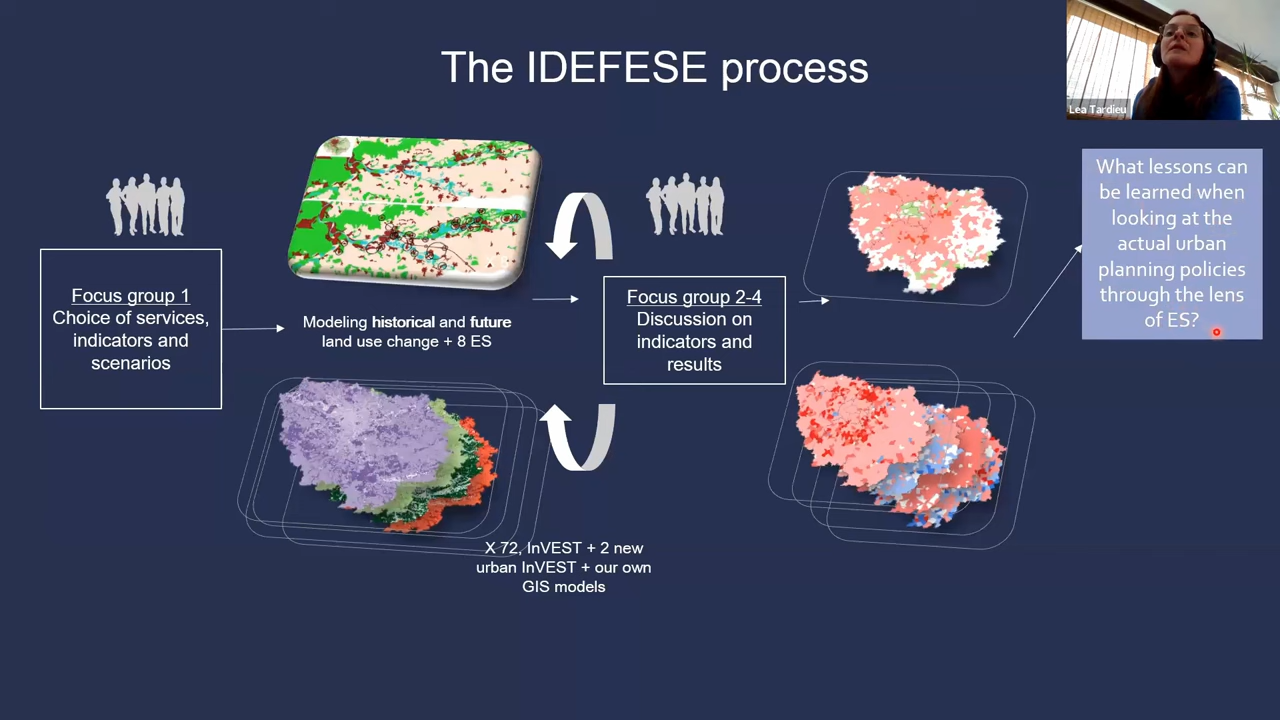 The IDEFESE process
Lea Tardieu
Focus group 1
Choice of services,
indicators and
scenarios
Modeling historical and future
land use change + 8 ES
X 72, InVEST + 2 new
urban InVEST + our own
GIS models
Focus group 2-4
Discussion on
indicators and
results
What lessons can
be learned when
looking at the
actual urban
planning policies
through the lens
of ES?